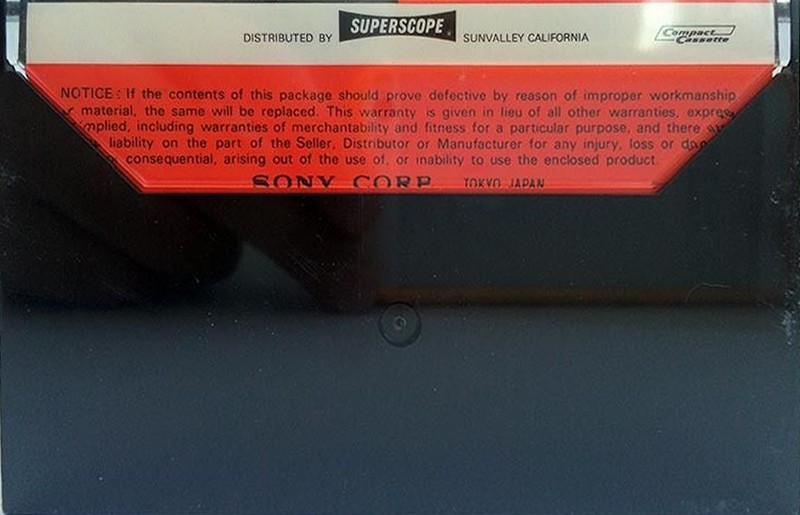 DISTRIBUTED BY SUPERSCOPE SUNVALLEY CALIFORNIA
Compact Cassette
NOTICE: If the contents of this package should prove defective by reason of improper workmanship
material, the same will be replaced. This warranty is given in lieu of all other warranties, expre
implied, including warranties of merchantability and fitness for a particular purpose, and there
liability on the part of the Seller, Distributor or Manufacturer for any injury, loss or
consequential, arising out of the use of, or inability to use the enclosed product.
SONY CORP. TOKYO JAPAN